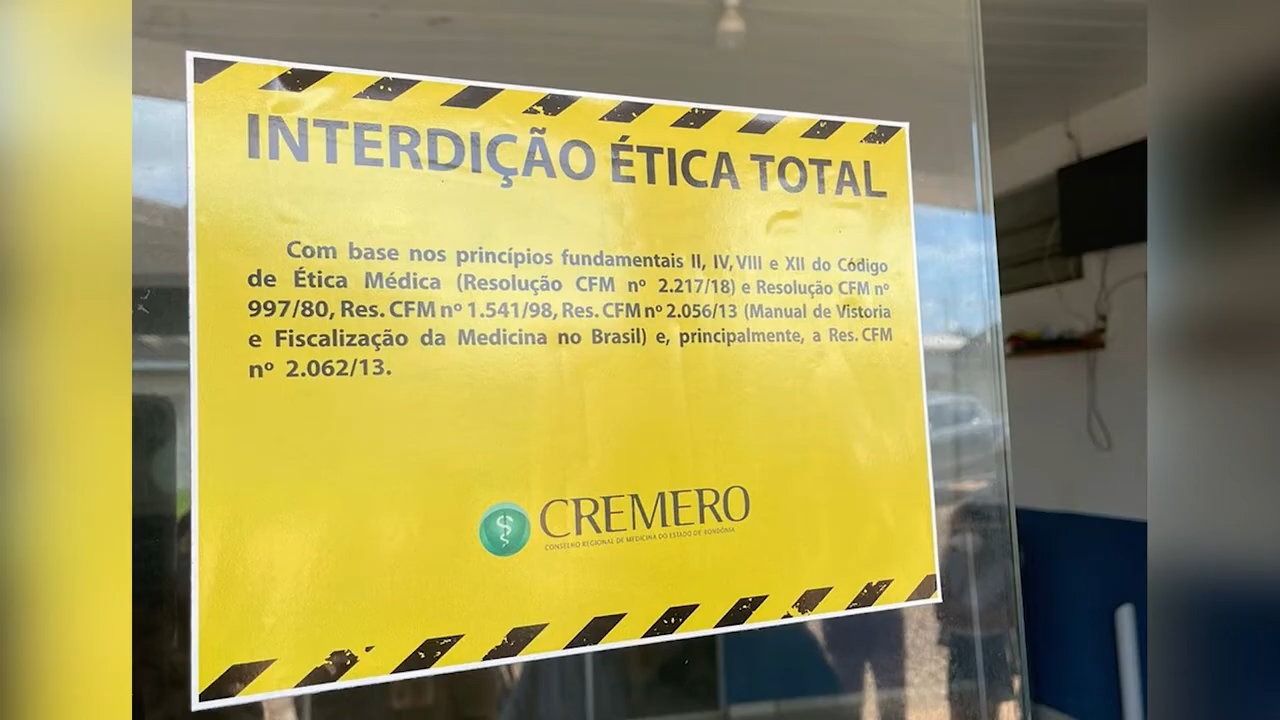 INTERDIÇÃO ÉTICA TOTAL
Com base nos princípios fundamentais II, IV, VIII e XII do Código
de Ética Médica (Resolução CFM nº 2.217/18) e Resolução CFM nº
997/80, Res. CFM nº 1.541/98, Res. CFM nº 2.056/13 (Manual de Vistoria
e Fiscalização da Medicina no Brasil) e, principalmente, a Res. CFM
nº 2.062/13.
CREMERO
CONSELHO REGIONAL DE MEDICINA DO ESTADO DE RONDÔNIA